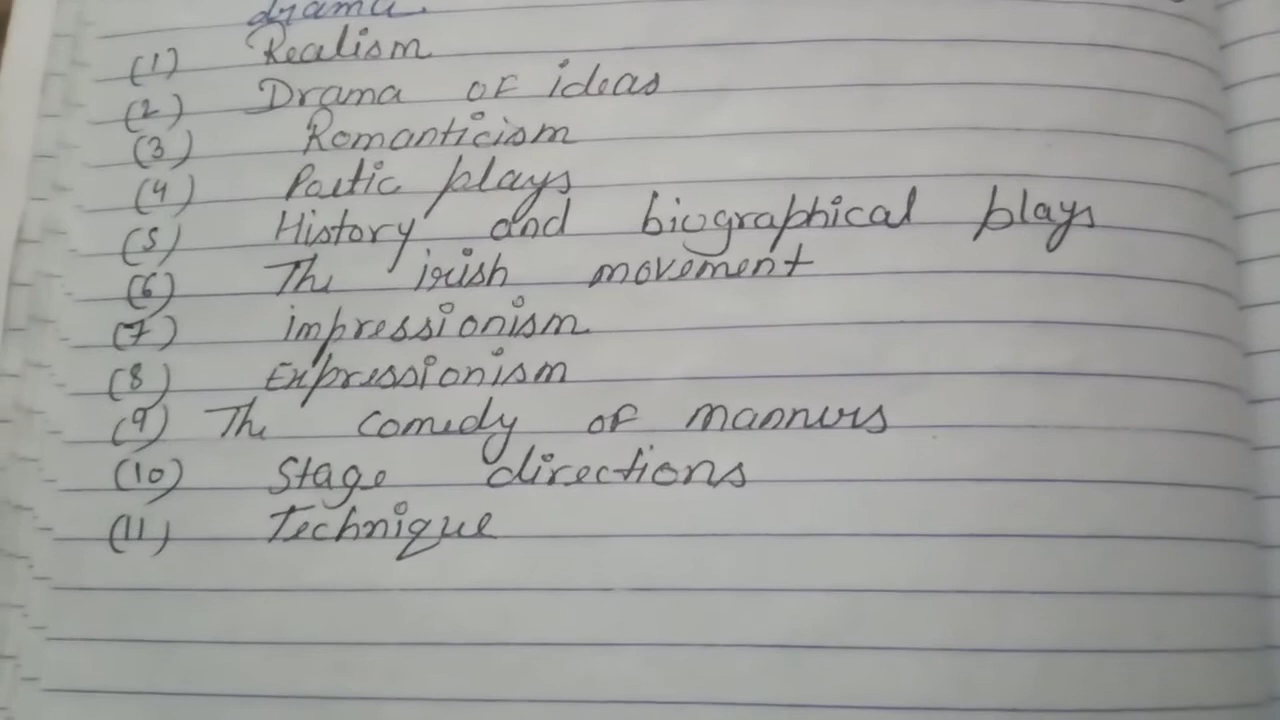 drama.
(1) Realism
(2) Drama of ideas
(3) Romanticism
(4) Poetic plays
(5) History and biographical plays
(6) The irish movement
(7) impressionism
(8) Expressionism
(9) The comedy of manners
(10) Stage directions
(11) Technique